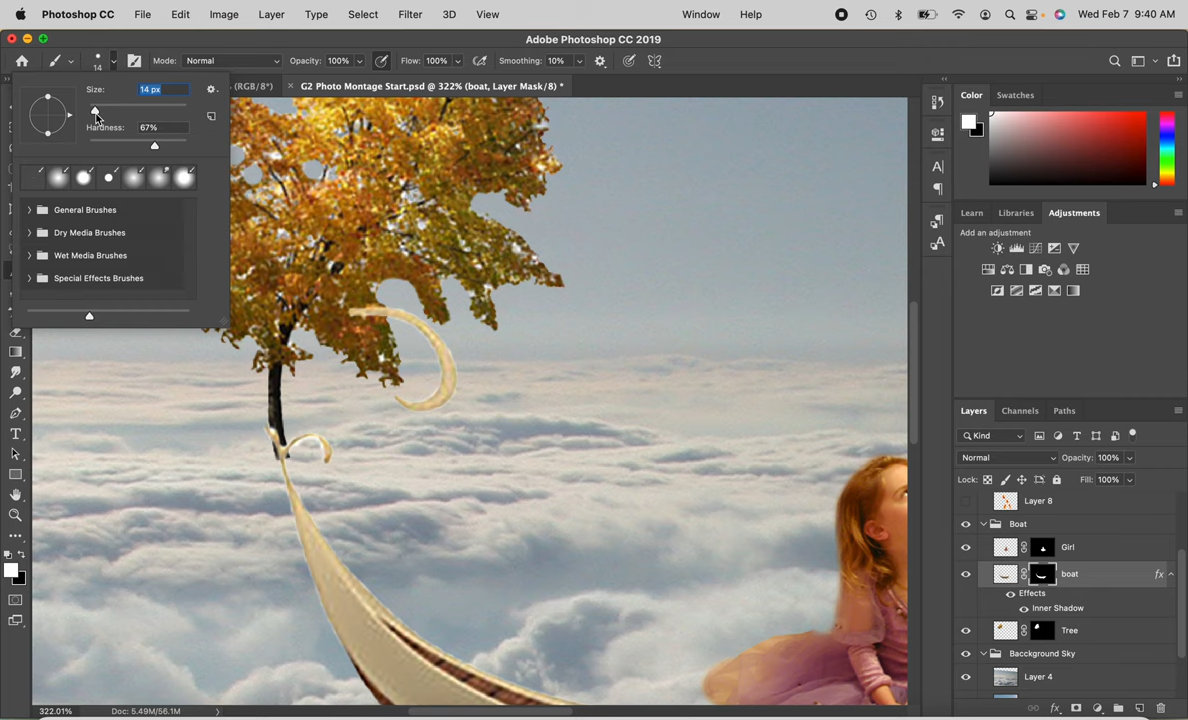 Photoshop CC File Edit Image Layer Type Select Filter 3D View Window Help Wed Feb 7 9:40 AM
Adobe Photoshop CC 2019
14 Mode: Normal Opacity: 100% Flow: 100% Smoothing: 10%
(RGB/8*) × G2 Photo Montage Start.psd @ 322% (boat, Layer Mask/8) *
Size: 14 px
Hardness: 67%
General Brushes
Dry Media Brushes
Wet Media Brushes
Special Effects Brushes
Color Swatches
Learn Libraries Adjustments
Add an adjustment
Layers Channels Paths
Kind
Normal Opacity: 100%
Lock: Fill: 100%
Layer 8
Boat
Girl
boat fx
Effects
Inner Shadow
Tree
Bacckground Sky
Layer 4
322.01% Doc: 5.49M/56.1M